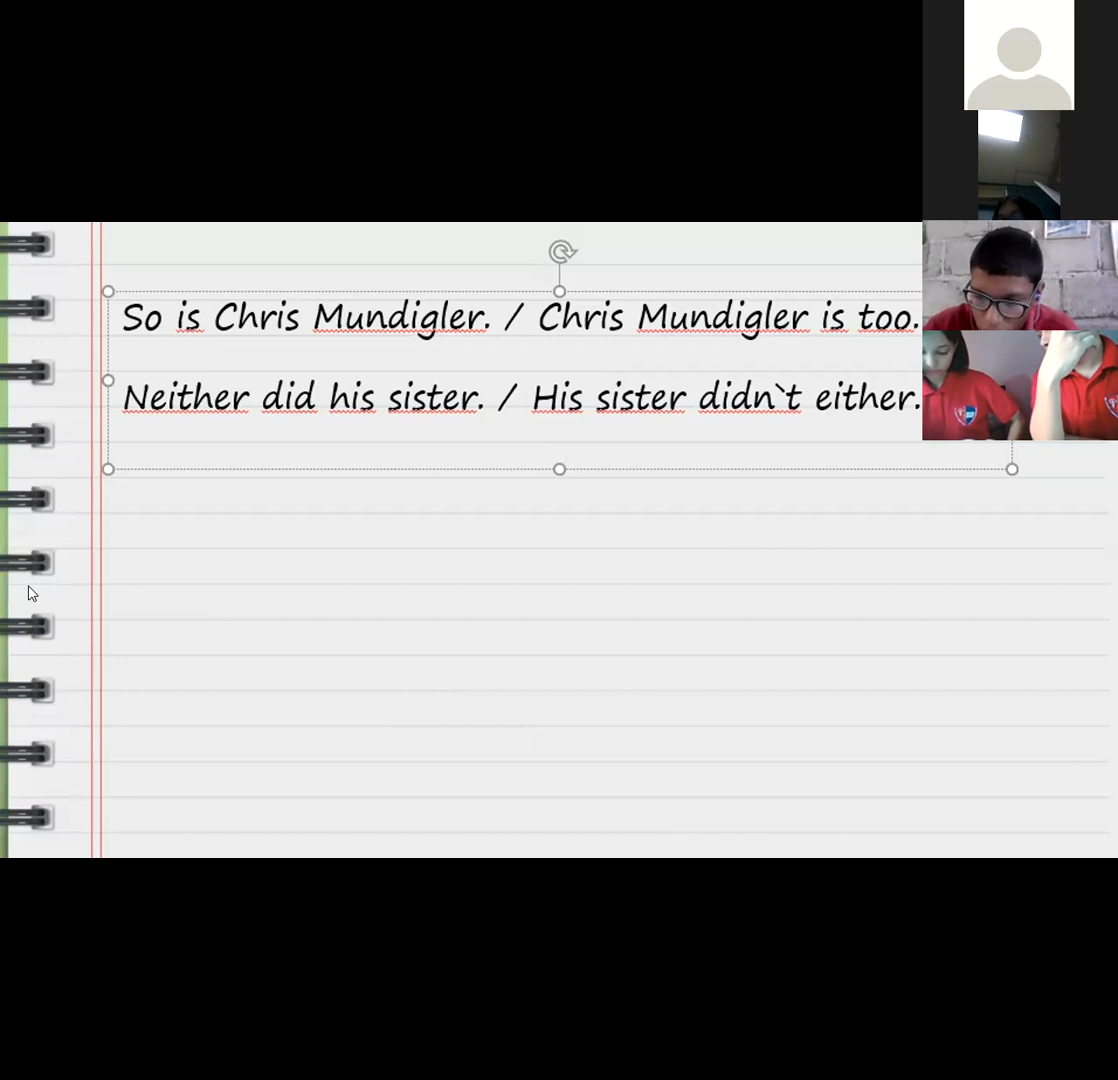 So is Chris Mundigler. / Chris Mundigler is too.
Neither did his sister. / His sister didn`t either.